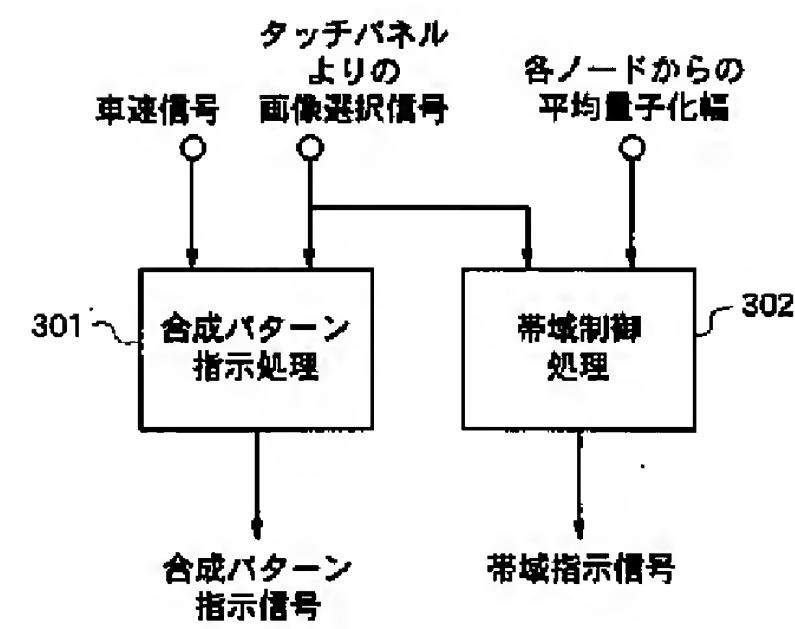 タッチパネル
よりの
画像選択信号
車速信号
各ノードからの
平均量子化幅
301
合成パターン
指示処理
帯域制御
処理
302
合成パターン
指示信号
帯域指示信号